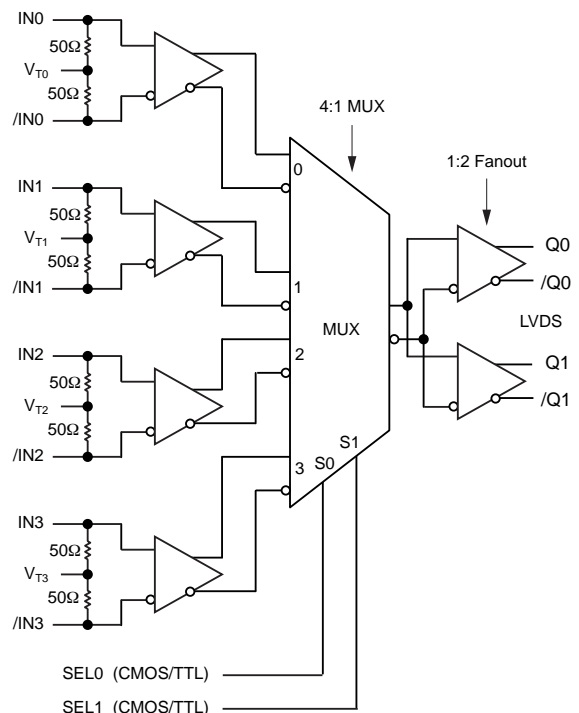 IN0
50Ω
VT0
50Ω
/IN0
IN1
50Ω
VT1
50Ω
/IN1
IN2
50Ω
VT2
50Ω
/IN2
IN3
50Ω
VT3
50Ω
/IN3
4:1 MUX
0
1
2
3
MUX
S0
S1
1:2 Fanout
Q0
/Q0
LVDS
Q1
/Q1
SEL0 (CMOS/TTL)
SEL1 (CMOS/TTL)